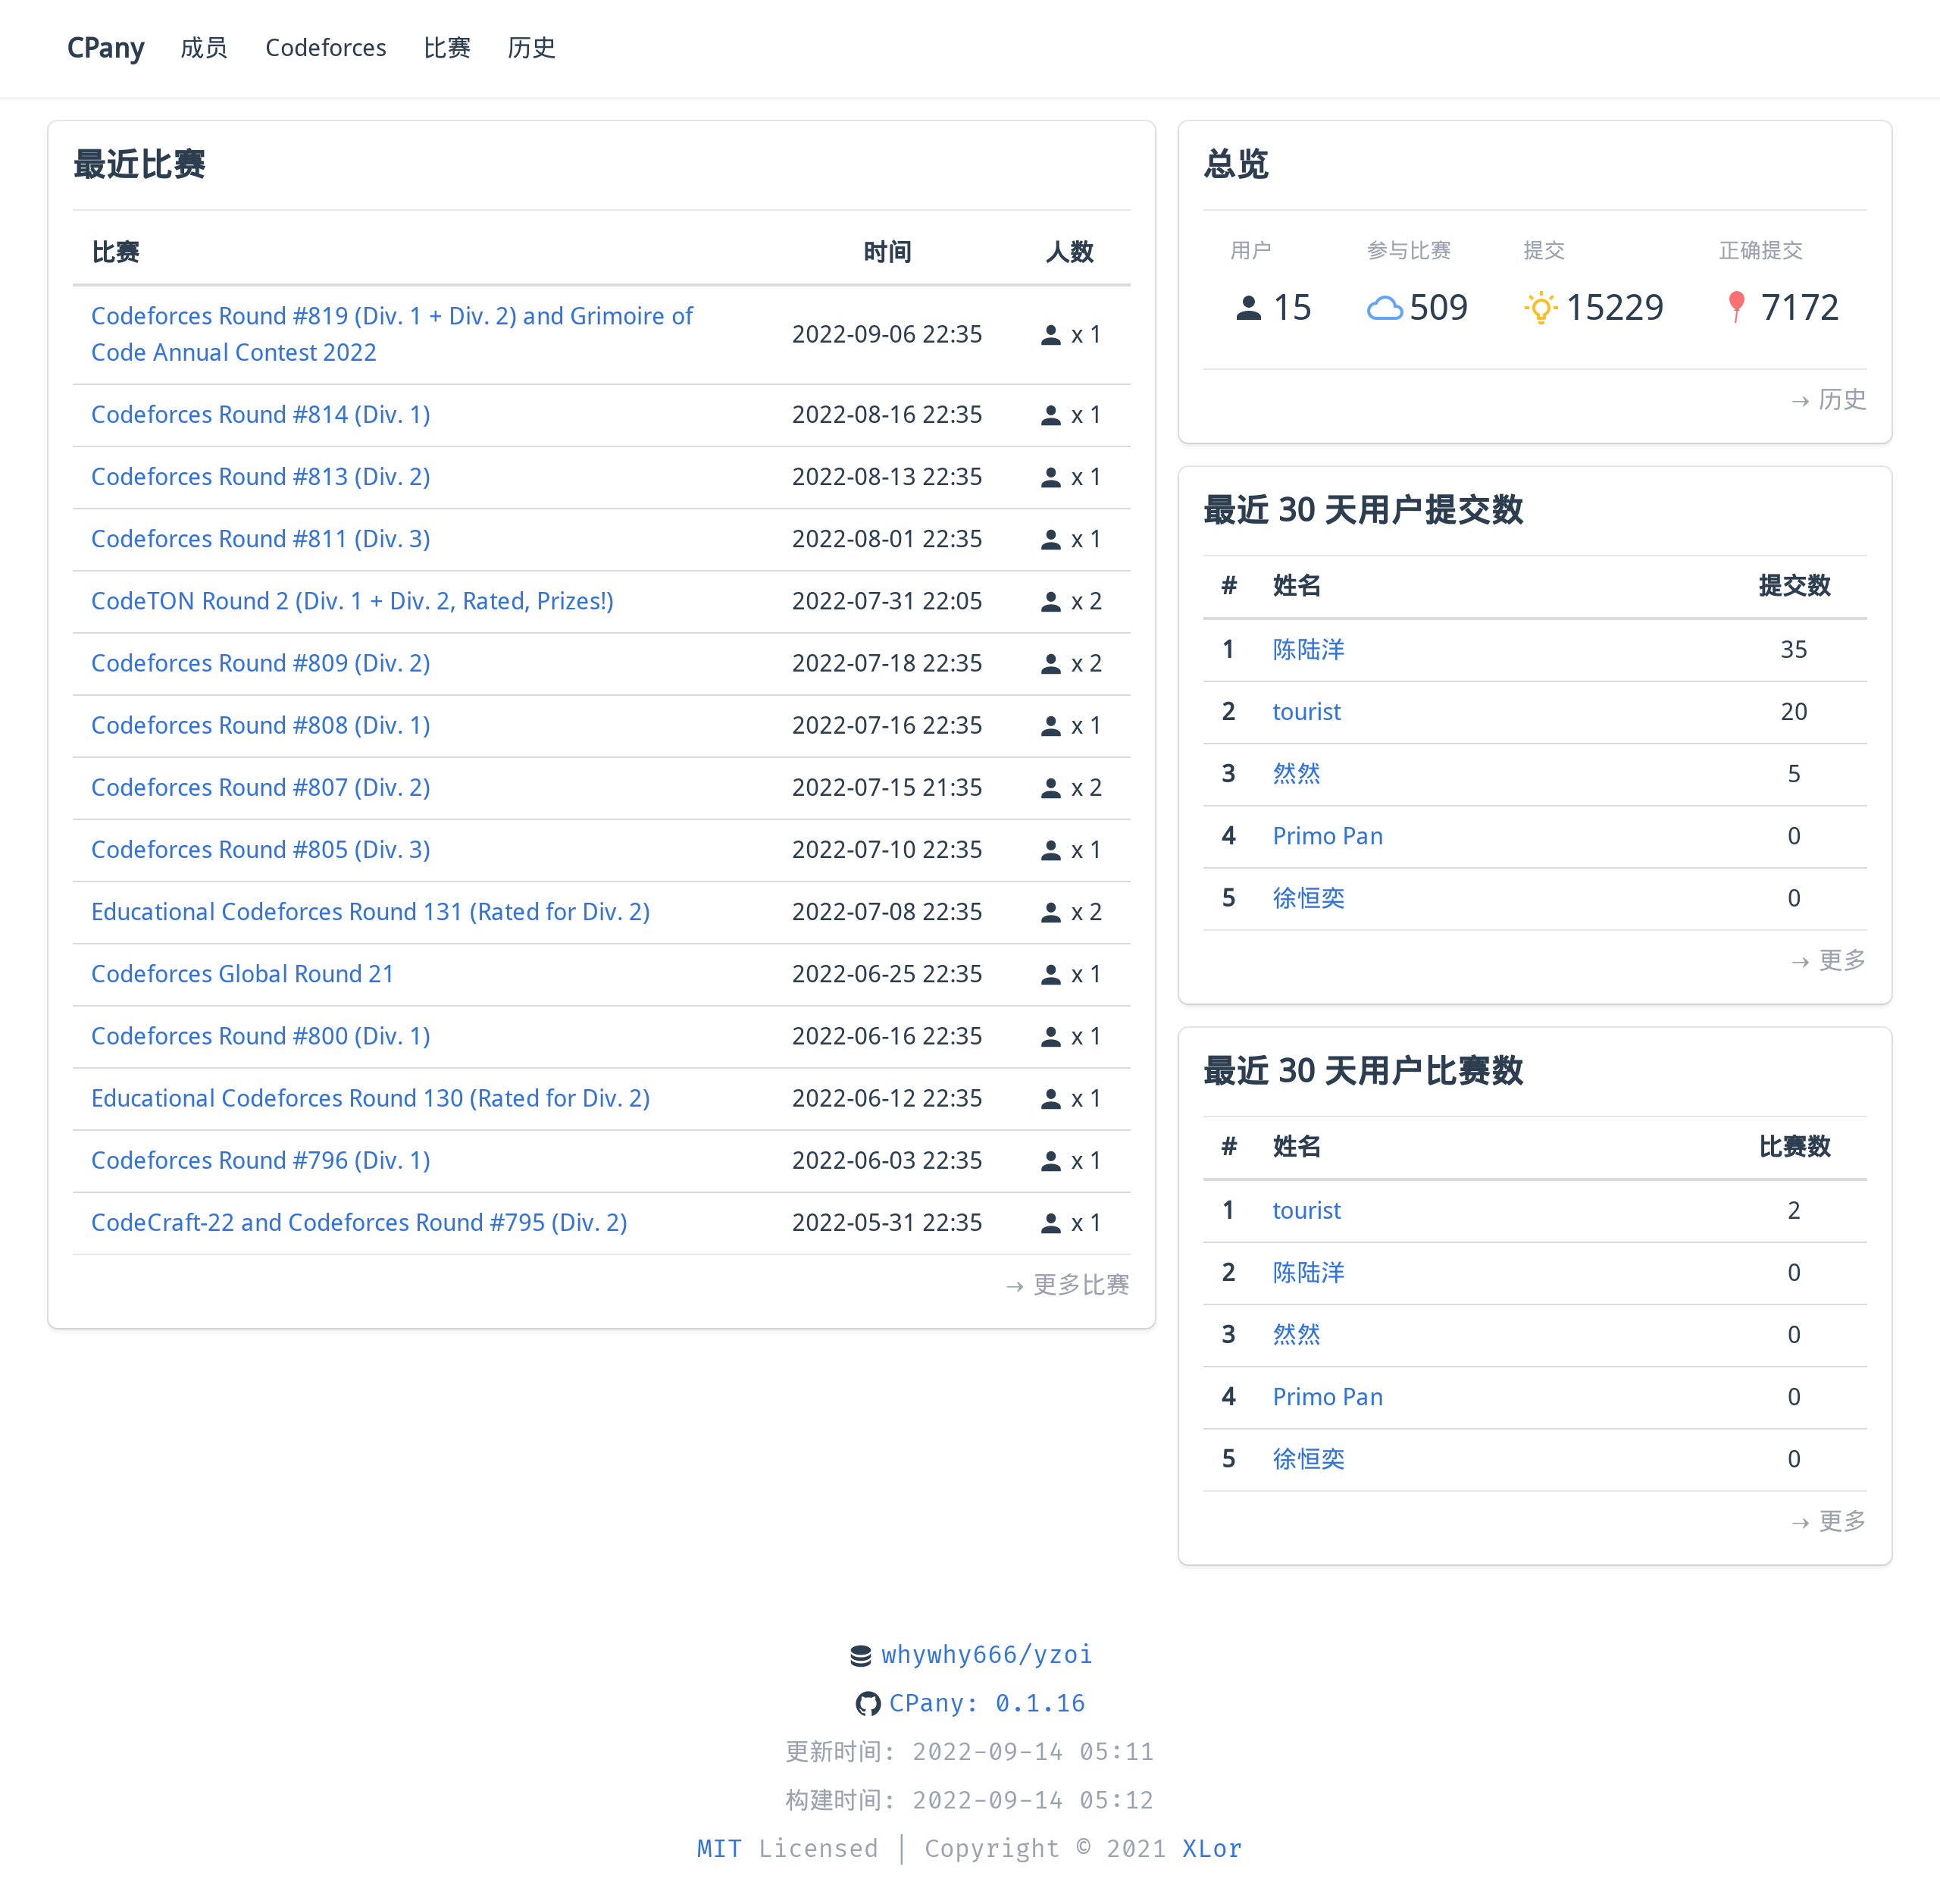 CPany 成员 Codeforces 比赛 历史
最近比赛
比赛 时间 人数
Codeforces Round #819 (Div. 1 + Div. 2) and Grimoire of
Code Annual Contest 2022 2022-09-06 22:35 x 1
Codeforces Round #814 (Div. 1) 2022-08-16 22:35 x 1
Codeforces Round #813 (Div. 2) 2022-08-13 22:35 x 1
Codeforces Round #811 (Div. 3) 2022-08-01 22:35 x 1
CodeTON Round 2 (Div. 1 + Div. 2, Rated, Prizes!) 2022-07-31 22:05 x 2
Codeforces Round #809 (Div. 2) 2022-07-18 22:35 x 2
Codeforces Round #808 (Div. 1) 2022-07-16 22:35 x 1
Codeforces Round #807 (Div. 2) 2022-07-15 21:35 x 2
Codeforces Round #805 (Div. 3) 2022-07-10 22:35 x 1
Educational Codeforces Round 131 (Rated for Div. 2) 2022-07-08 22:35 x 2
Codeforces Global Round 21 2022-06-25 22:35 x 1
Codeforces Round #800 (Div. 1) 2022-06-16 22:35 x 1
Educational Codeforces Round 130 (Rated for Div. 2) 2022-06-12 22:35 x 1
Codeforces Round #796 (Div. 1) 2022-06-03 22:35 x 1
CodeCraft-22 and Codeforces Round #795 (Div. 2) 2022-05-31 22:35 x 1
→ 更多比赛
总览
用户 参与比赛 提交 正确提交
15 509 15229 7172
→ 历史
最近 30 天用户提交数
# 姓名 提交数
1 陈陆洋 35
2 tourist 20
3 然然 5
4 Primo Pan 0
5 徐恒奕 0
→ 更多
最近 30 天用户比赛数
# 姓名 比赛数
1 tourist 2
2 陈陆洋 0
3 然然 0
4 Primo Pan 0
5 徐恒奕 0
→ 更多
whywhy666/yzoi
CPany: 0.1.16
更新时间: 2022-09-14 05:11
构建时间: 2022-09-14 05:12
MIT Licensed | Copyright © 2021 XLor